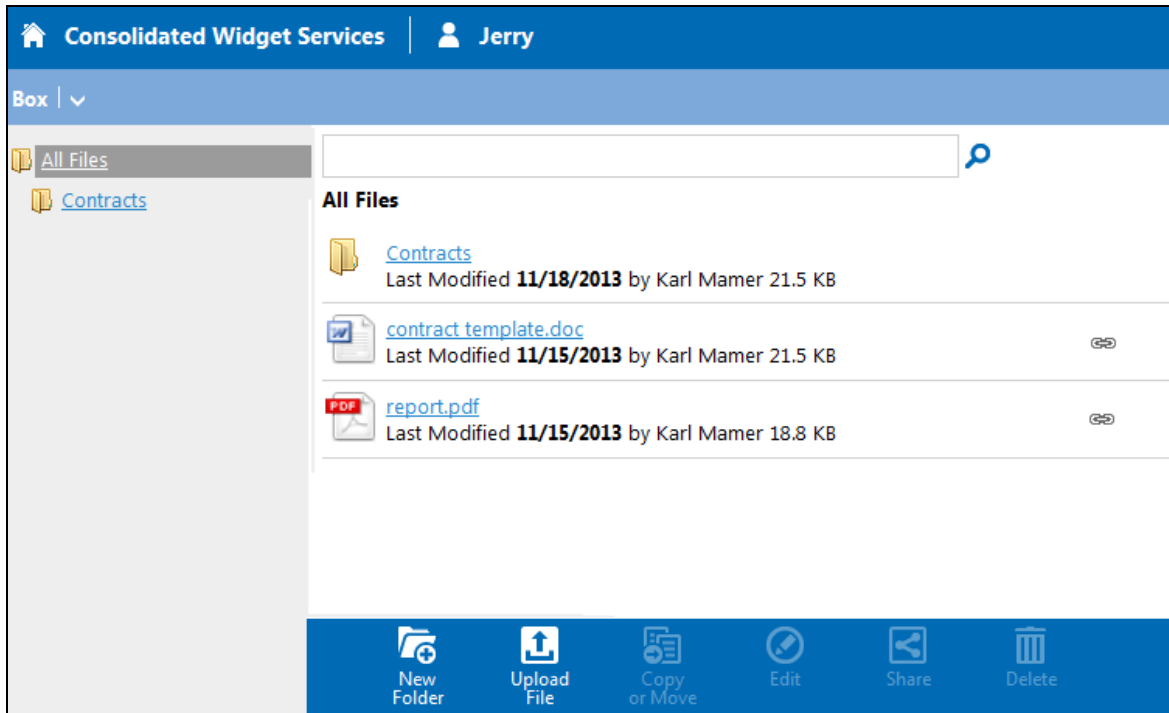 Consolidated Widget Services Jerry
Box
All Files
Contracts
All Files
Contracts
Last Modified 11/18/2013 by Karl Mamer 21.5 KB
contract template.doc
Last Modified 11/15/2013 by Karl Mamer 21.5 KB
PDF report.pdf
Last Modified 11/15/2013 by Karl Mamer 18.8 KB
New Folder
Upload File
Copy or Move
Edit
Share
Delete